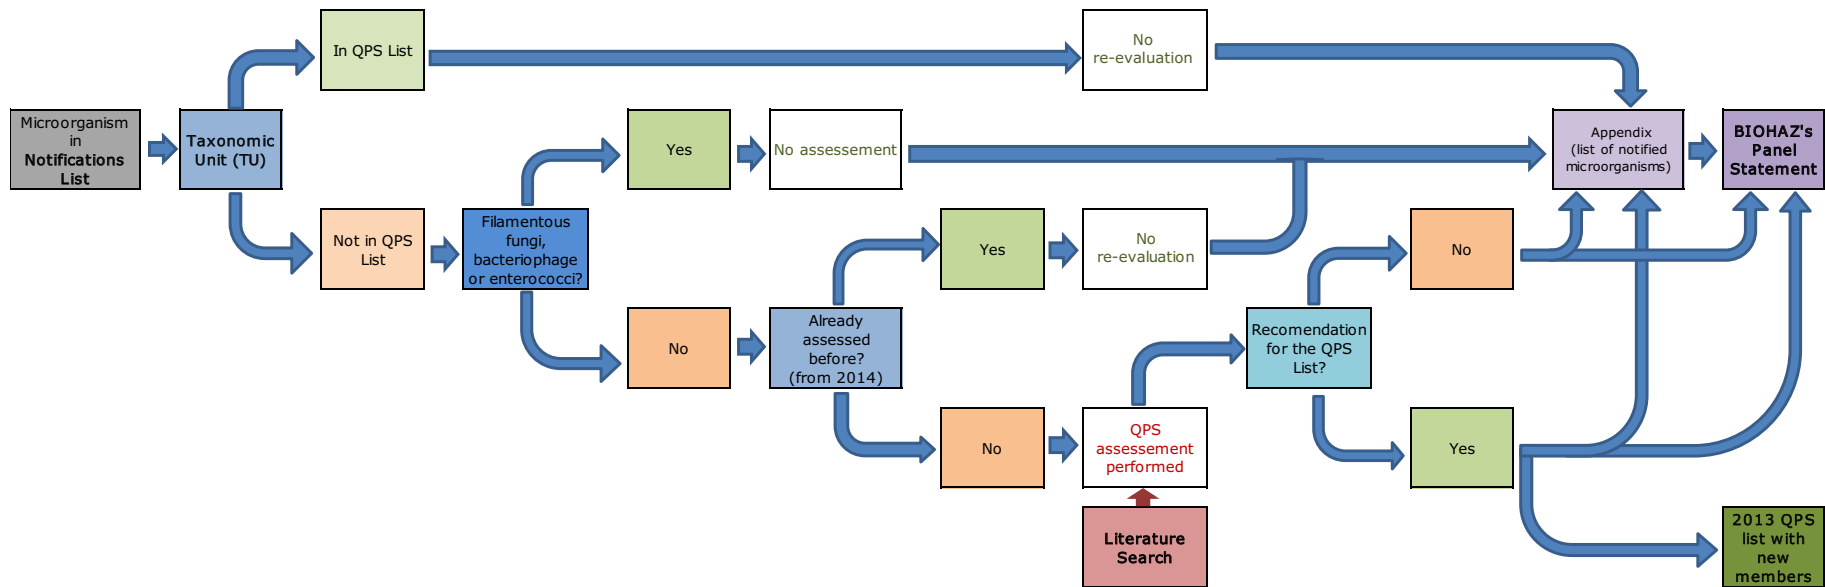 In QPS List
No
re-evaluation
Microorganism
in
Notifications
List
Taxonomic
Unit (TU)
Yes
No assessement
Appendix
(list of notified
microorganisms)
BIOHAZ's
Panel
Statement
Not in QPS
List
Filamentous
fungi,
bacteriophage
or enterococci?
Yes
No
re-evaluation
No
No
Already
assessed
before?
(from 2014)
Recomendation
for the QPS
List?
No
QPS
assessement
performed
Yes
Literature
Search
2013 QPS
list with
new
members